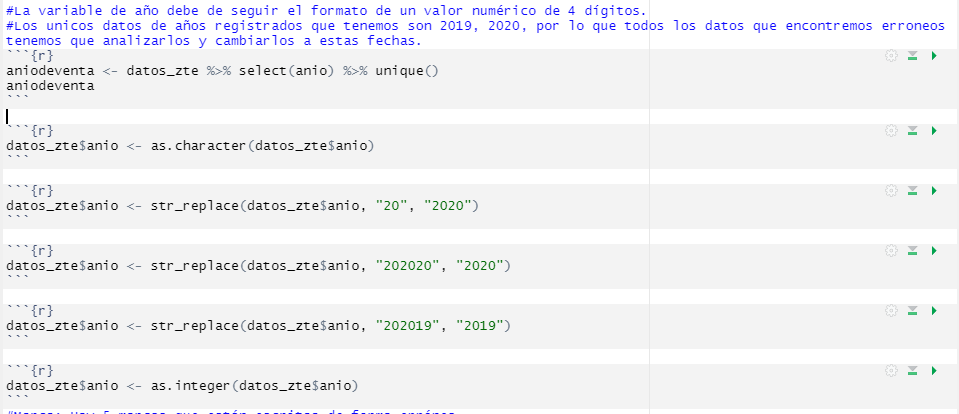 #La variable de año debe de seguir el formato de un valor numérico de 4 dígitos.
#Los unicos datos de años registrados que tenemos son 2019, 2020, por lo que todos los datos que encontremos erroneos
tenemos que analizarlos y cambiarlos a estas fechas.
```{r}
aniodeventa <- datos_zte %>% select(anio) %>% unique()
aniodeventa
```
```{r}
datos_zte$anio <- as.character(datos_zte$anio)
```
```{r}
datos_zte$anio <- str_replace(datos_zte$anio, "20", "2020")
```
```{r}
datos_zte$anio <- str_replace(datos_zte$anio, "202020", "2020")
```
```{r}
datos_zte$anio <- str_replace(datos_zte$anio, "202019", "2019")
```
```{r}
datos_zte$anio <- as.integer(datos_zte$anio)
```